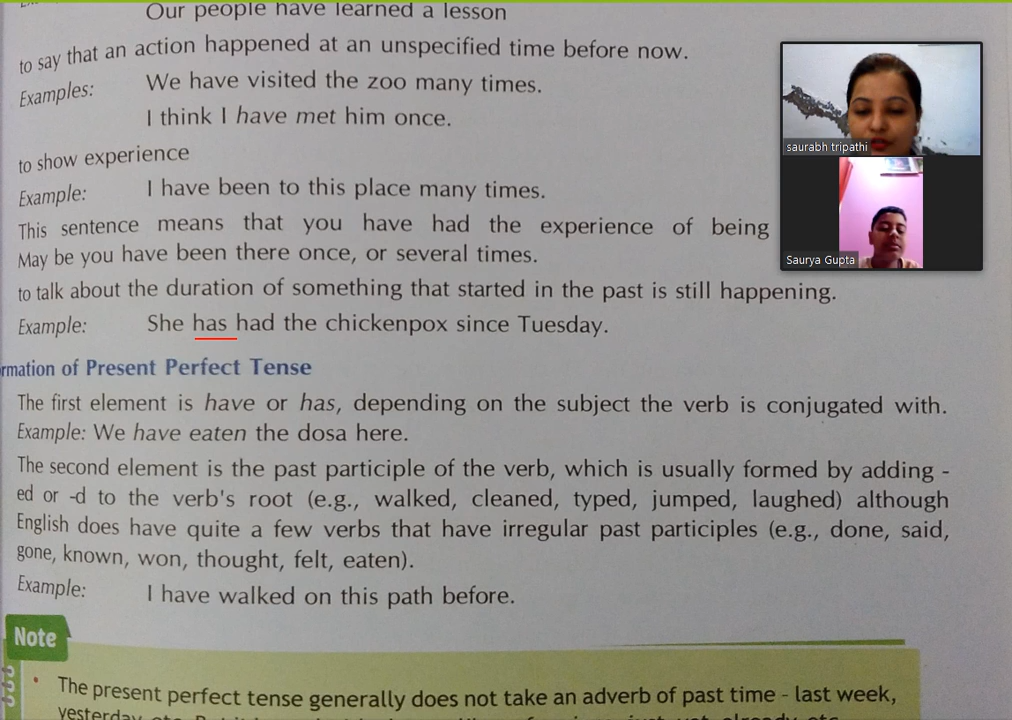 Our people have learned a lesson
to say that an action happened at an unspecified time before now.
Examples: We have visited the zoo many times.
I think I have met him once.
to show experience
Example: I have been to this place many times.
This sentence means that you have had the experience of being
May be you have been there once, or several times.
to talk about the duration of something that started in the past is still happening.
Example: She has had the chickenpox since Tuesday.
rmation of Present Perfect Tense
The first element is have or has, depending on the subject the verb is conjugated with.
Example: We have eaten the dosa here.
The second element is the past participle of the verb, which is usually formed by adding -
ed or -d to the verb's root (e.g., walked, cleaned, typed, jumped, laughed) although
English does have quite a few verbs that have irregular past participles (e.g., done, said,
gone, known, won, thought, felt, eaten).
Example: I have walked on this path before.
Note
• The present perfect tense generally does not take an adverb of past time - last week,
saurabh tripathi
Saurya Gupta